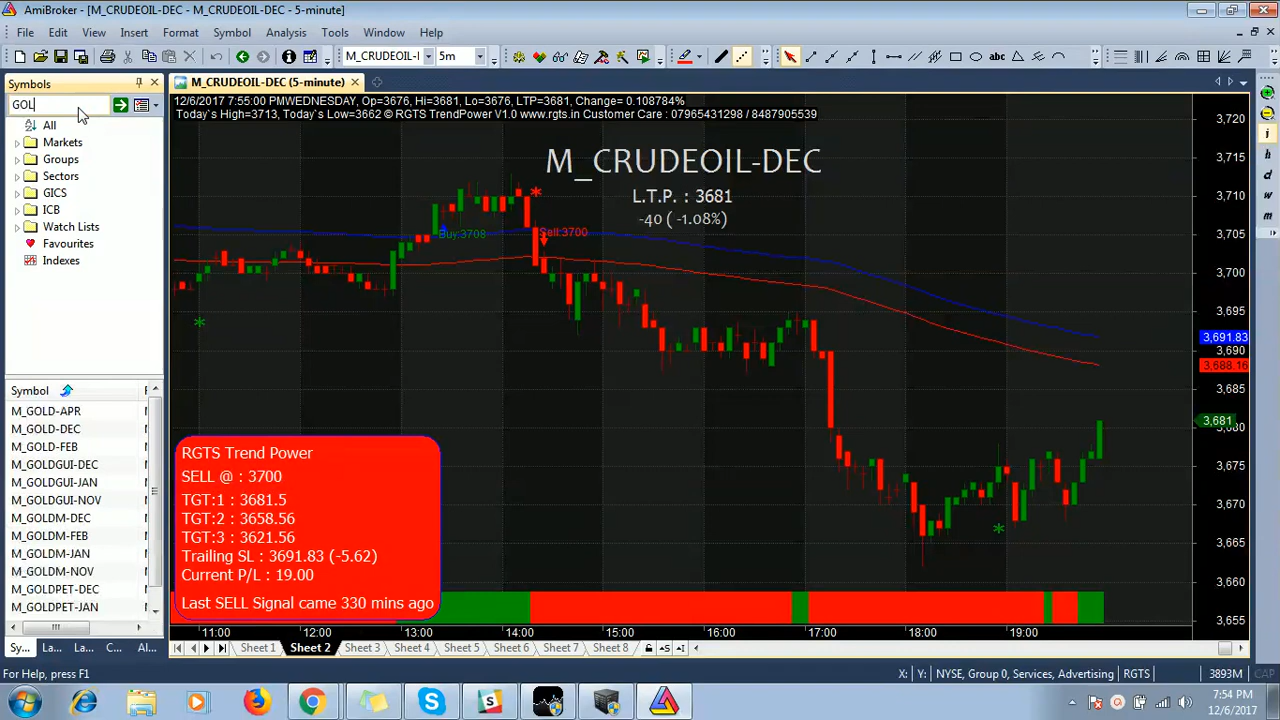 AmiBroker - [M_CRUDEOIL-DEC - M_CRUDEOIL-DEC - 5-minute]
File Edit View Insert Format Symbol Analysis Tools Window Help
M_CRUDEOIL-I 5m
Symbols
M_CRUDEOIL-DEC (5-minute)
GOL
All
Markets
Groups
Sectors
GICS
ICB
Watch Lists
Favourites
Indexes
Symbol
M_GOLD-APR
M_GOLD-DEC
M_GOLD-FEB
M_GOLDGUI-DEC
M_GOLDGUI-JAN
M_GOLDGUI-NOV
M_GOLDM-DEC
M_GOLDM-FEB
M_GOLDM-JAN
M_GOLDM-NOV
M_GOLDPET-DEC
M_GOLDPET-JAN
Sy... La... La... C... Al...
12/6/2017 7:55:00 PMWEDNESDAY, Op=3676, Hi=3681, Lo=3676, LTP=3681, Change= 0.108784%
Today`s High=3713, Today`s Low=3662 © RGTS TrendPower V1.0 www.rgts.in Customer Care : 07965431298 / 8487905539
M_CRUDEOIL-DEC
L.T.P. : 3681
-40 ( -1.08%)
Buy:3708
Sell:3700
RGTS Trend Power
SELL @ : 3700
TGT:1 : 3681.5
TGT:2 : 3658.56
TGT:3 : 3621.56
Trailing SL : 3691.83 (-5.62)
Current P/L : 19.00
Last SELL Signal came 330 mins ago
3,720
3,715
3,710
3,705
3,700
3,695
3,691.83
3,690
3,688.16
3,685
3,681
3,675
3,670
3,665
3,660
3,655
i
h
d
w
m
11:00 12:00 13:00 14:00 15:00 16:00 17:00 18:00 19:00
Sheet 1 Sheet 2 Sheet 3 Sheet 4 Sheet 5 Sheet 6 Sheet 7 Sheet 8
For Help, press F1
X: Y: NYSE, Group 0, Services, Advertising RGTS 3893M CAP
7:54 PM
12/6/2017